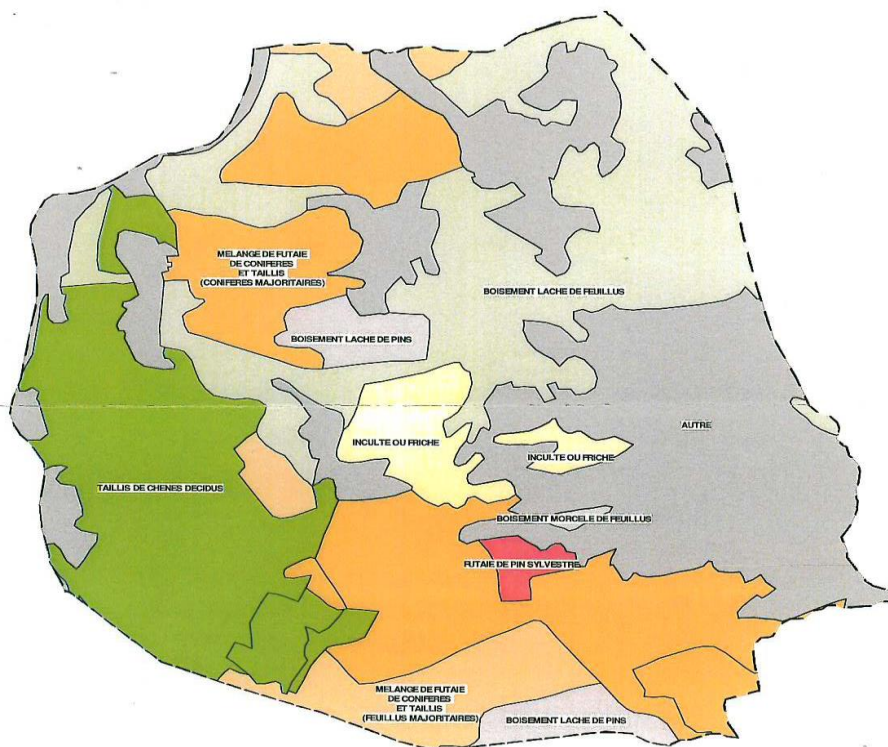 MELANGE DE FUTAIE
DE CONIFERES
ET TAILLIS
(CONIFERES MAJORITAIRES)
BOISEMENT LACHE DE FEUILLUS
BOISEMENT LACHE DE PINS
AUTRE
INCULTE OU FRICHE
INCULTE OU FRICHE
TAILLIS DE CHENES DECIDUS
BOISEMENT MORCELE DE FEUILLUS
FUTAIE DE PIN SYLVESTRE
MELANGE DE FUTAIE
DE CONIFERES
ET TAILLIS
(FEUILLUS MAJORITAIRES)
BOISEMENT LACHE DE PINS